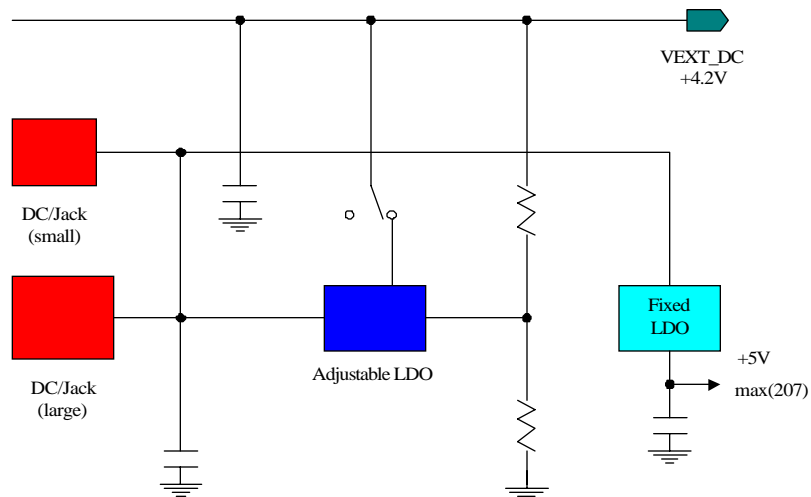 VEXT_DC
+4.2V
DC/Jack
(small)
DC/Jack
(large)
Adjustable LDO
Fixed
LDO
+5V
max(207)